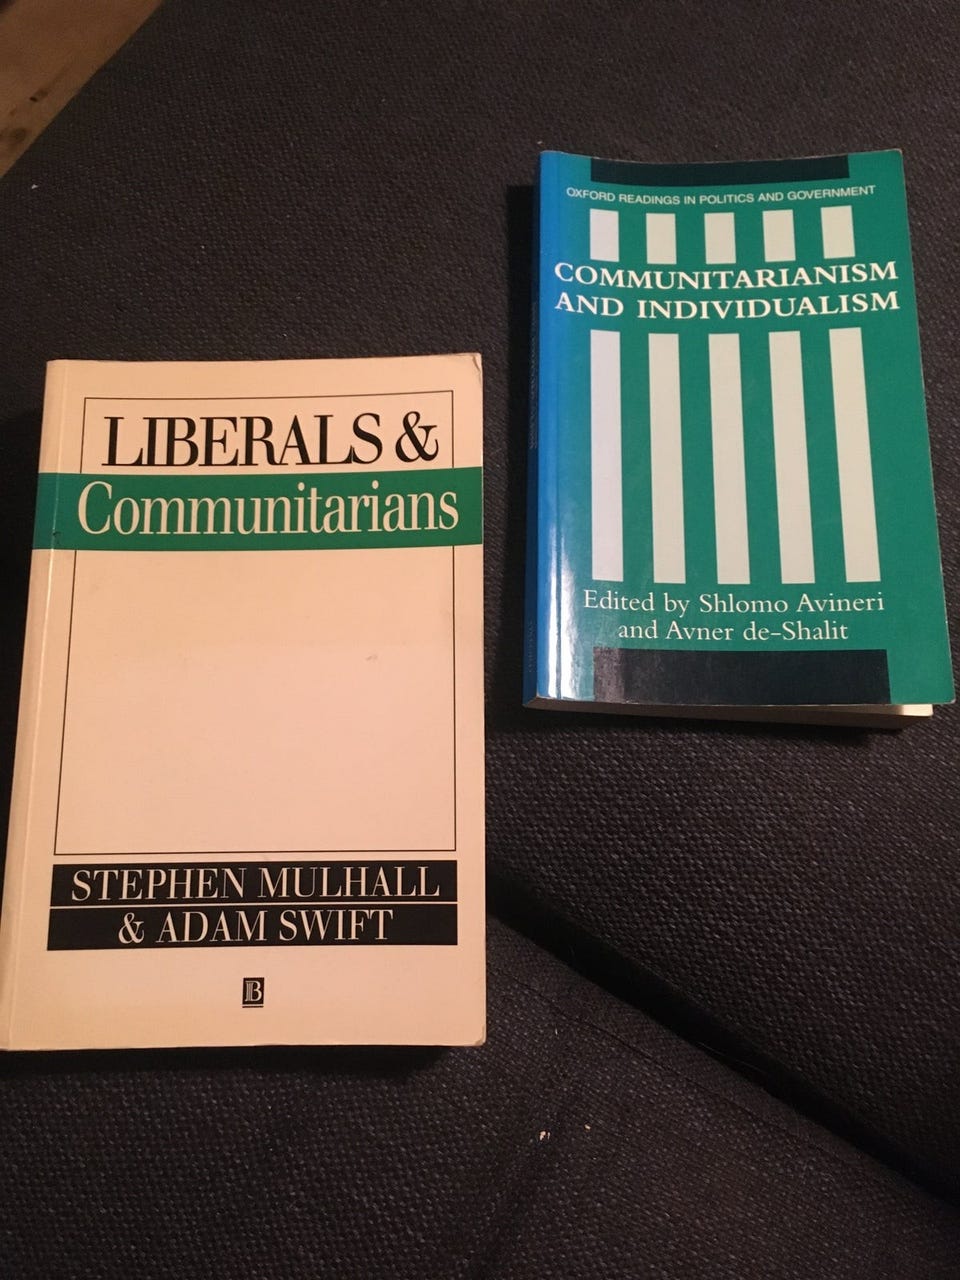 LIBERALS &
Communitarians
STEPHEN MULHALL
& ADAM SWIFT
B
OXFORD READINGS IN POLITICS AND GOVERNMENT
COMMUNITARIANISM
AND INDIVIDUALISM
Edited by Shlomo Avineri
and Avner de-Shalit